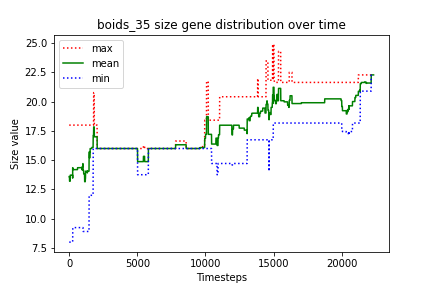 boids_35 size gene distribution over time
max
mean
min
Size value
25.0
22.5
20.0
17.5
15.0
12.5
10.0
7.5
0
5000
10000
15000
20000
Timesteps